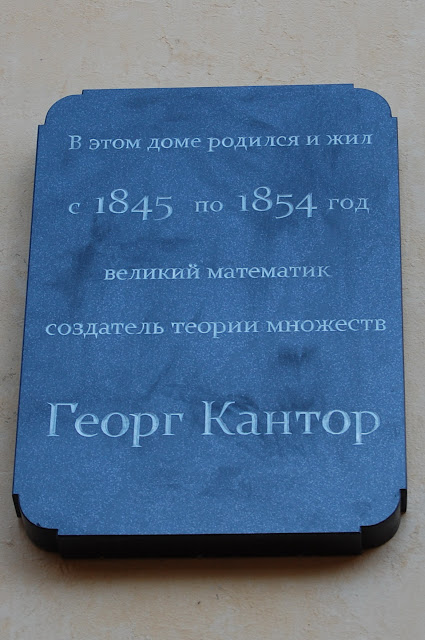 В этом доме родился и жил
с 1845 по 1854 год
великий математик
создатель теории множеств
Георг Кантор